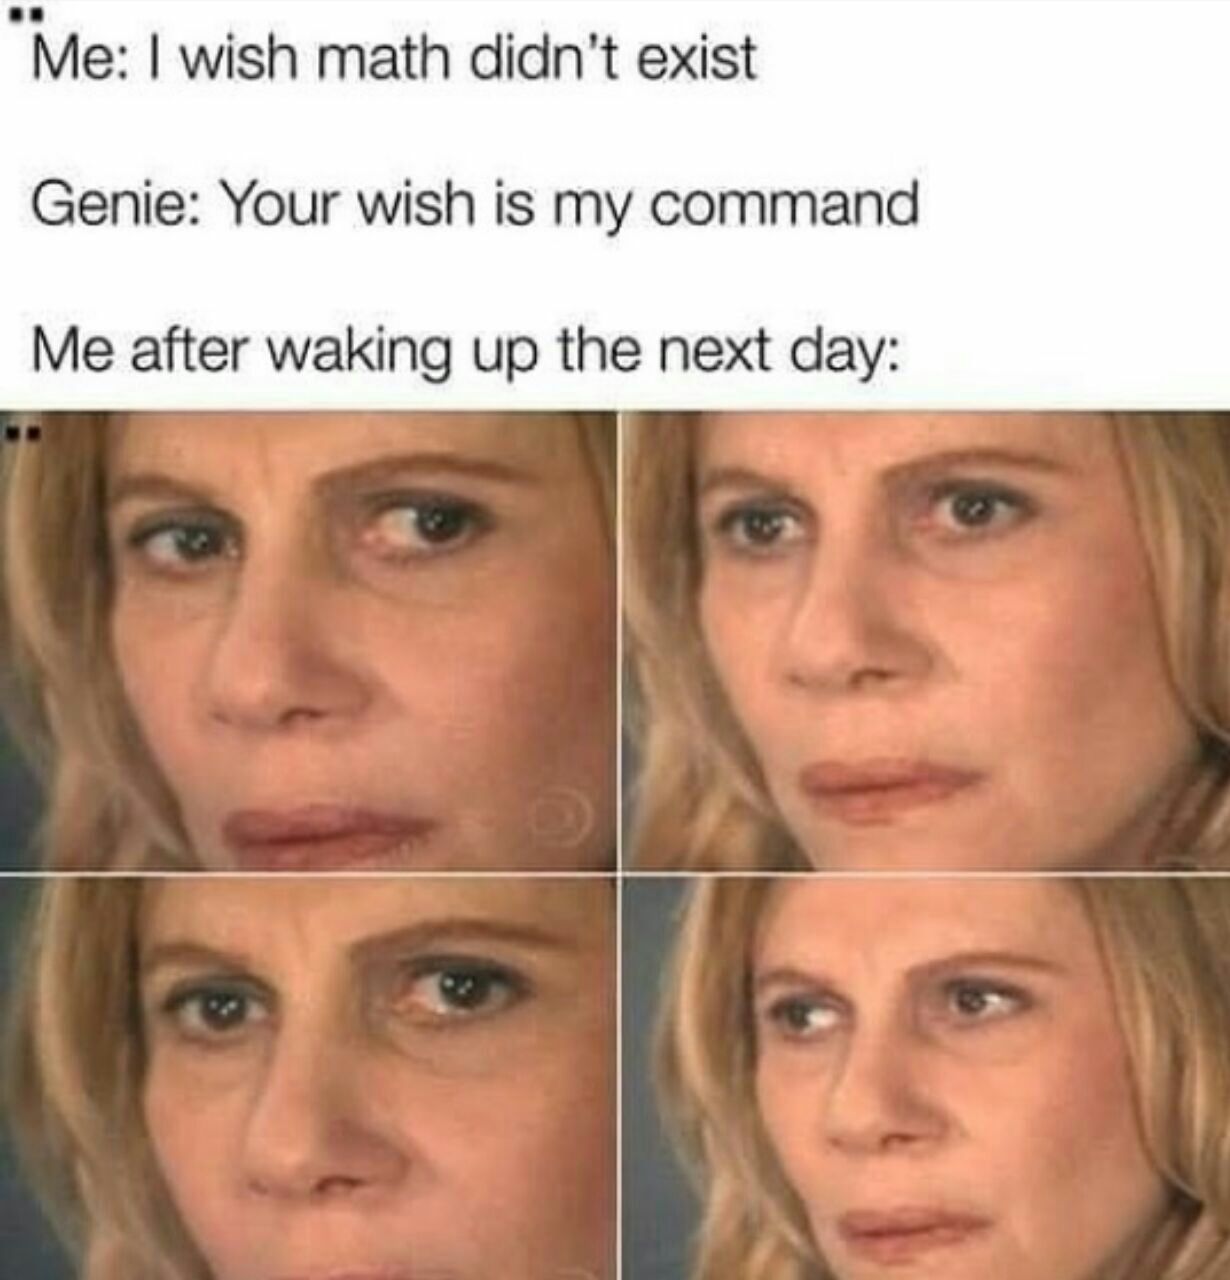 Me: I wish math didn't exist
Genie: Your wish is my command
Me after waking up the next day: